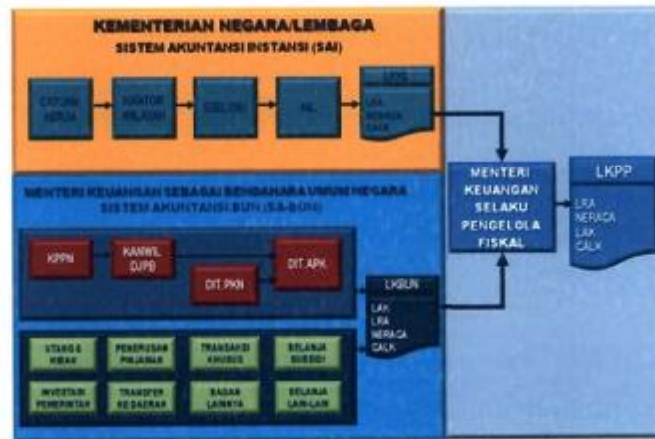 KEMENTERIAN NEGARA/LEMBAGA
SISTEM AKUNTANSI INSTANSI (SAI)
SATUAN
KERJA
KANTOR
WILAYAH
ESELON I
LRA
NERACA
CALK
MENTERI KEUANGAN SEBAGAI BENDAHARA UMUM NEGARA
SISTEM AKUNTANSI BUN (SA-BUN)
KPPN
KANWIL
DJPB
DIT.PKN
DIT.APK
LKBUN
LAK
LRA
NERACA
CALK
UTANG &
HIBAH
PENERUSAN
PINJAMAN
TRANSAKSI
KHUSUS
BELANJA
SUBSIDI
INVESTASI
PEMERINTAH
TRANSFER
KE DAERAH
BADAN
LAINNYA
BELANJA
LAIN-LAIN
MENTERI
KEUANGAN
SELAKU
PENGELOLA
FISKAL
LKPP
LRA
NERACA
LAK
CALK